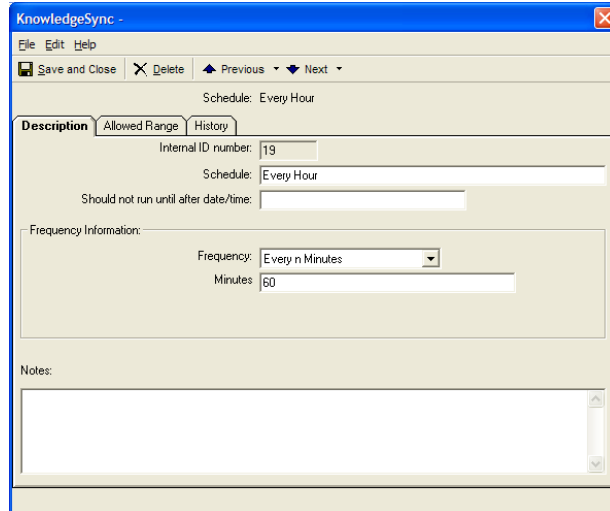 KnowledgeSync -
File Edit Help
Save and Close Delete Previous Next
Schedule: Every Hour
Description Allowed Range History
Internal ID number: 19
Schedule: Every Hour
Should not run until after date/time:
Frequency Information:
Frequency: Every n Minutes
Minutes 60
Notes: